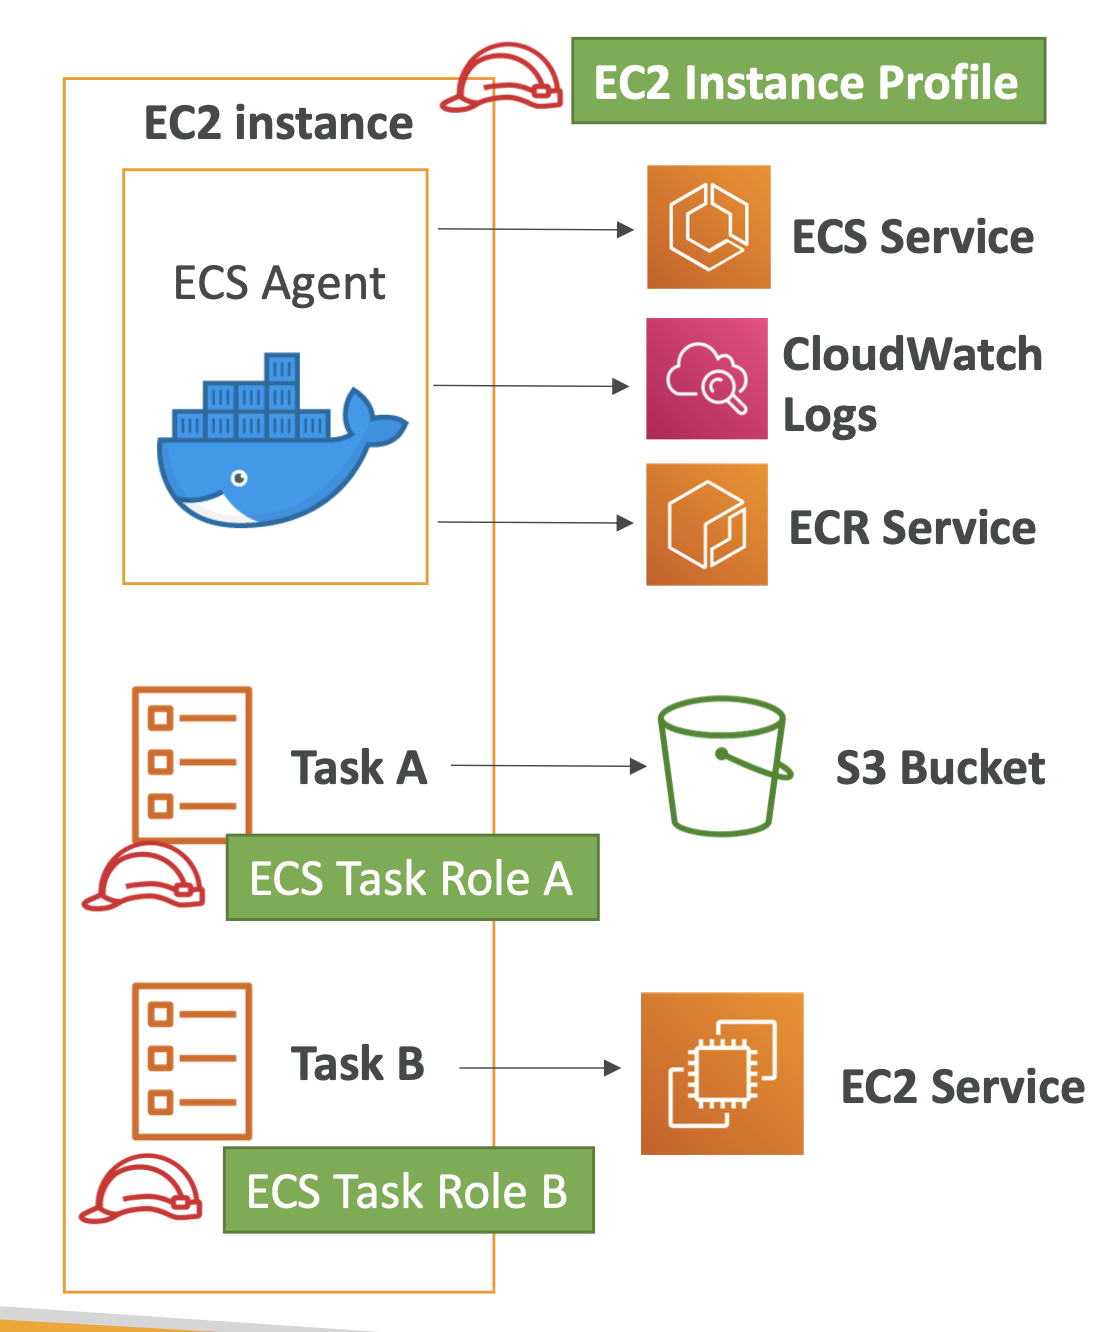 EC2 Instance Profile
EC2 instance
ECS Agent
ECS Service
CloudWatch
Logs
ECR Service
Task A
S3 Bucket
ECS Task Role A
Task B
EC2 Service
ECS Task Role B